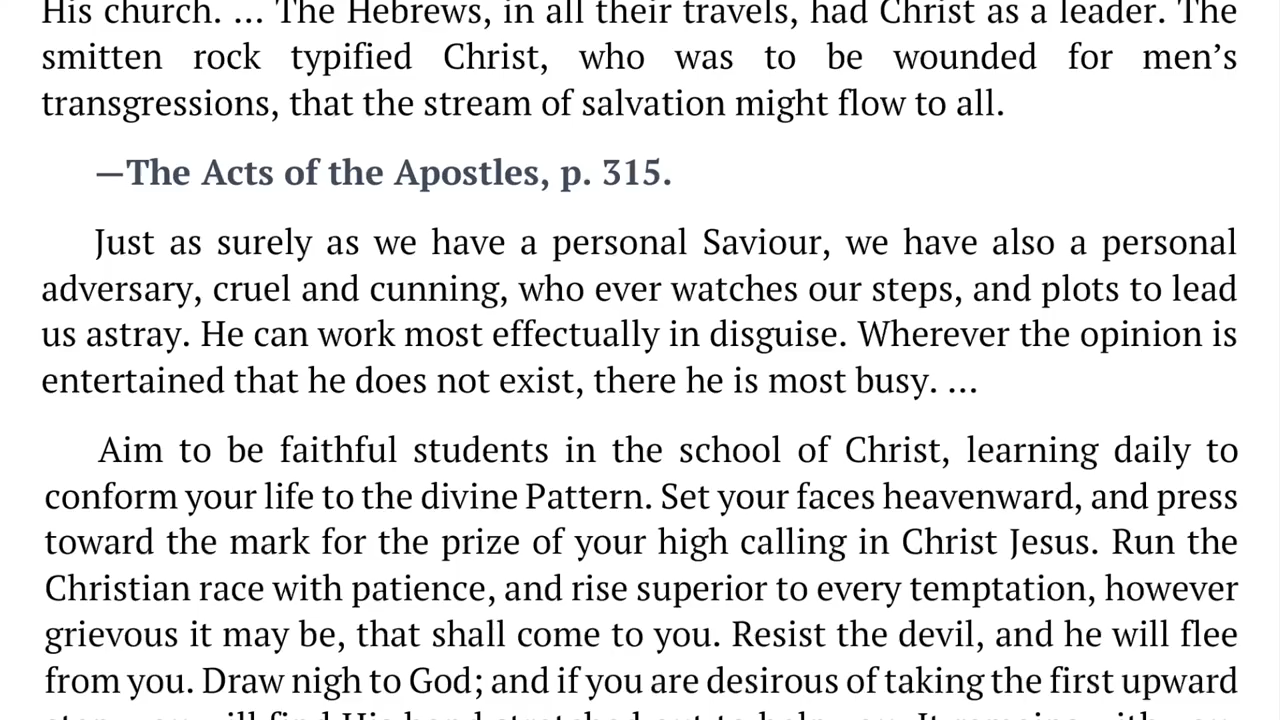 His church. … The Hebrews, in all their travels, had Christ as a leader. The
smitten rock typified Christ, who was to be wounded for men’s
transgressions, that the stream of salvation might flow to all.
—The Acts of the Apostles, p. 315.
Just as surely as we have a personal Saviour, we have also a personal
adversary, cruel and cunning, who ever watches our steps, and plots to lead
us astray. He can work most effectually in disguise. Wherever the opinion is
entertained that he does not exist, there he is most busy. …
Aim to be faithful students in the school of Christ, learning daily to
conform your life to the divine Pattern. Set your faces heavenward, and press
toward the mark for the prize of your high calling in Christ Jesus. Run the
Christian race with patience, and rise superior to every temptation, however
grievous it may be, that shall come to you. Resist the devil, and he will flee
from you. Draw nigh to God; and if you are desirous of taking the first upward